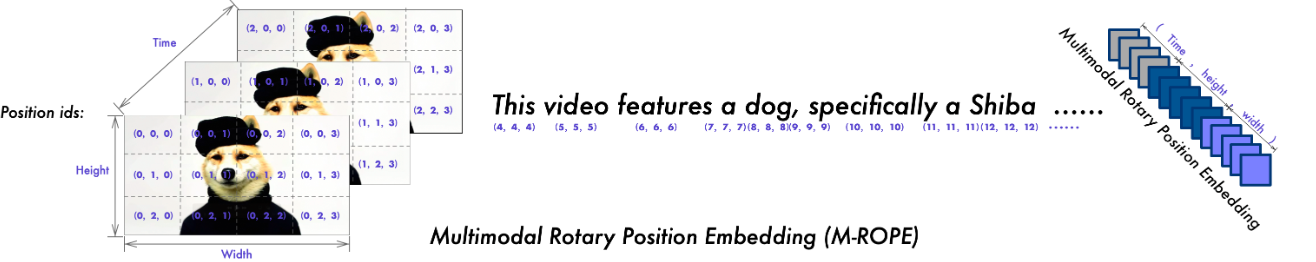 Time
(2, 0, 0) (2, 0, 1) (2, 0, 2) (2, 0, 3)
(2, 1, 3)
(2, 2, 3)
(1, 0, 0) (1, 0, 1) (1, 0, 2) (1, 0, 3)
(1, 1, 3)
(1, 2, 3)
Position ids:
(0, 0, 0) (0, 0, 1) (0, 0, 2) (0, 0, 3)
(0, 1, 0) (0, 1, 1) (0, 1, 2) (0, 1, 3)
(0, 2, 0) (0, 2, 1) (0, 2, 2) (0, 2, 3)
Height
Width
This video features a dog, specifically a Shiba ......
(4, 4, 4) (5, 5, 5) (6, 6, 6) (7, 7, 7) (8, 8, 8) (9, 9, 9) (10, 10, 10) (11, 11, 11) (12, 12, 12) ......
Multimodal Rotary Position Embedding (M-ROPE)
( Time , height , width )
Multimodal Rotary Position Embedding